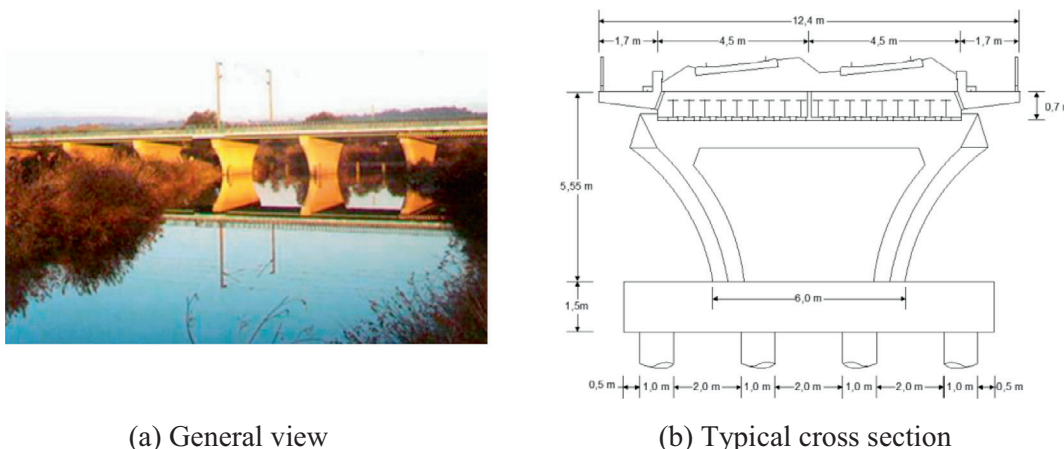 12,4 m
1,7 m 4,5 m 4,5 m 1,7 m
0,7 m
5,55 m
6,0 m
1,5m
0,5 m 1,0 m 2,0 m 1,0 m 2,0 m 1,0 m 2,0 m 1,0 m 0,5 m
(a) General view
(b) Typical cross section